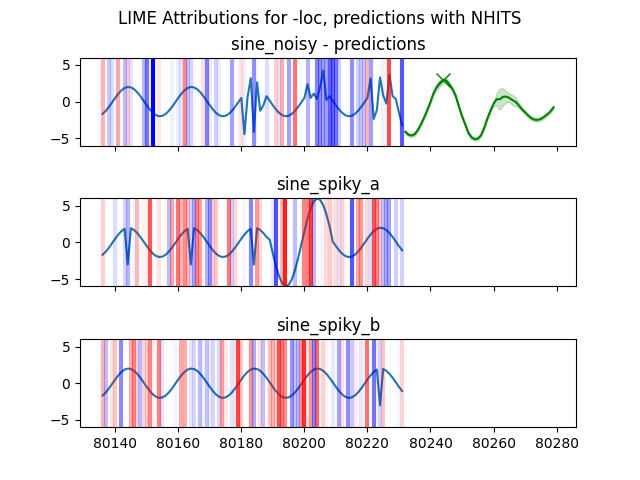 LIME Attributions for -loc, predictions with NHITS
sine_noisy - predictions
5
0
−5
sine_spiky_a
5
0
−5
sine_spiky_b
5
0
−5
80140 80160 80180 80200 80220 80240 80260 80280